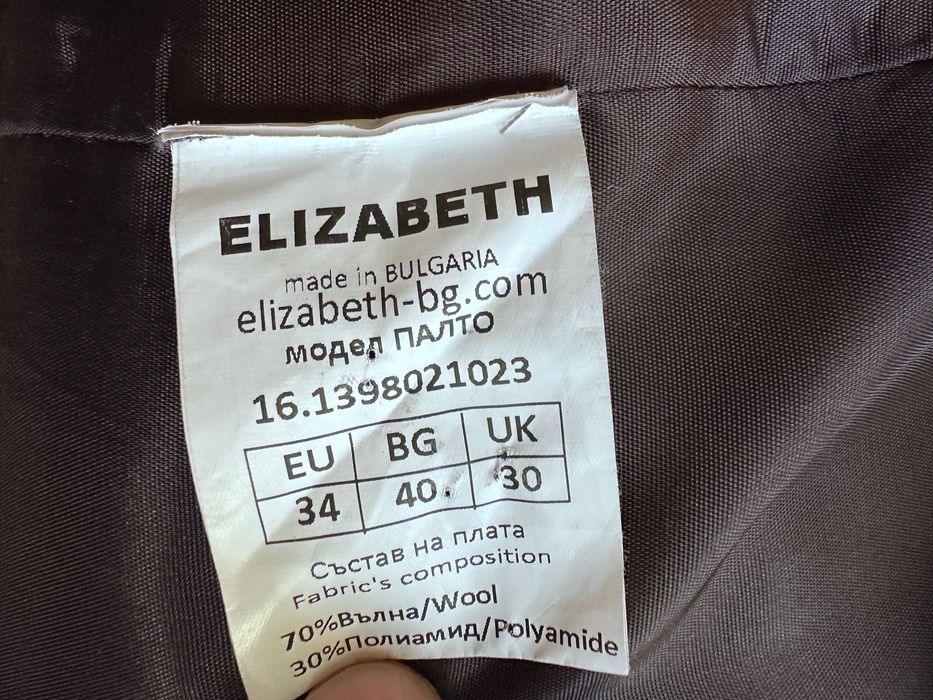 ELIZABETH
made in BULGARIA
elizabeth-bg.com
модел ПАЛТО
16.1398021023
EU BG UK
34 40 30
Състав на плата
Fabric's composition
70%Вълна/Wool
30%Полиамид/Polyamide